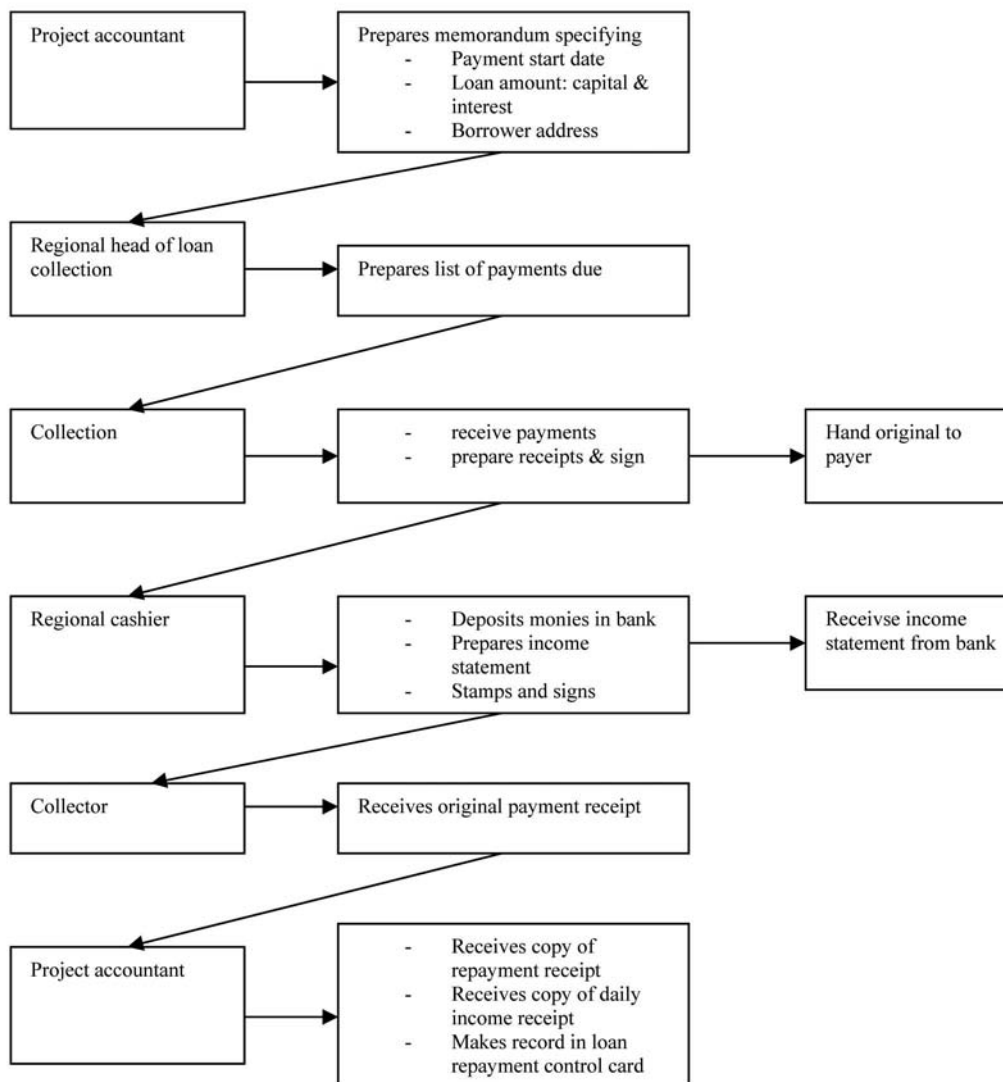 Project accountant
Prepares memorandum specifying
- Payment start date
- Loan amount: capital &
interest
- Borrower address
Regional head of loan
collection
Prepares list of payments due
Collection
- receive payments
- prepare receipts & sign
Hand original to
payer
Regional cashier
- Deposits monies in bank
- Prepares income
statement
- Stamps and signs
Receivse income
statement from bank
Collector
Receives original payment receipt
Project accountant
- Receives copy of
repayment receipt
- Receives copy of daily
income receipt
- Makes record in loan
repayment control card